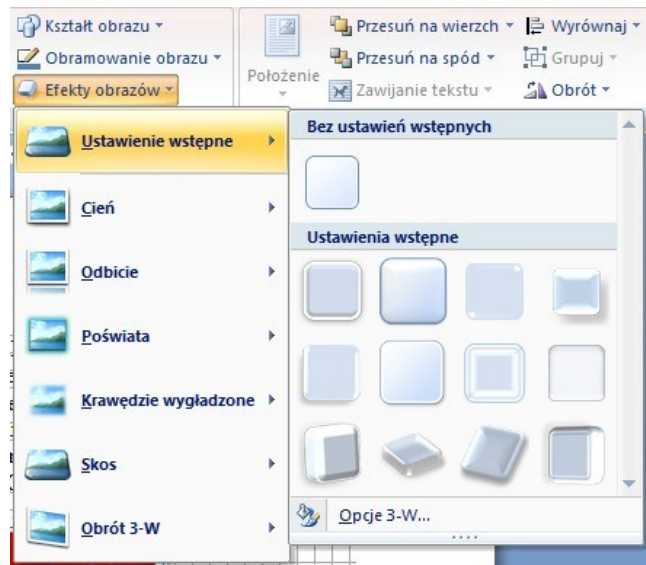 Kształt obrazu
Obramowanie obrazu
Efekty obrazów
Położenie
Przesuń na wierzch
Przesuń na spód
Zawijanie tekstu
Wyrównaj
Grupuj
Obrót
Ustawienie wstępne
Cień
Odbicie
Poświata
Krawędzie wygładzone
Skos
Obrót 3-W
Bez ustawień wstępnych
Ustawienia wstępne
Opcje 3-W...